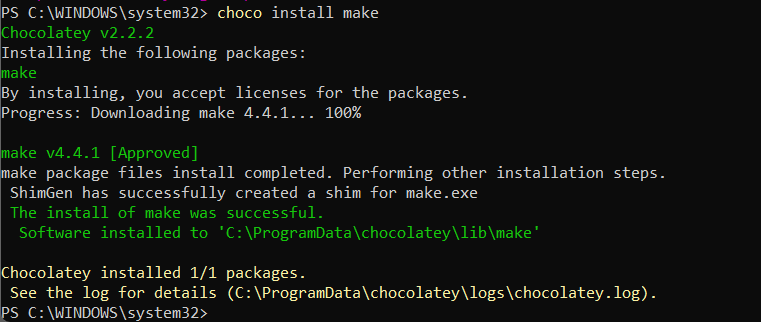 PS C:\WINDOWS\system32> choco install make
Chocolatey v2.2.2
Installing the following packages:
make
By installing, you accept licenses for the packages.
Progress: Downloading make 4.4.1... 100%
make v4.4.1 [Approved]
make package files install completed. Performing other installation steps.
ShimGen has successfully created a shim for make.exe
The install of make was successful.
Software installed to 'C:\ProgramData\chocolatey\lib\make'
Chocolatey installed 1/1 packages.
See the log for details (C:\ProgramData\chocolatey\logs\chocolatey.log).
PS C:\WINDOWS\system32>